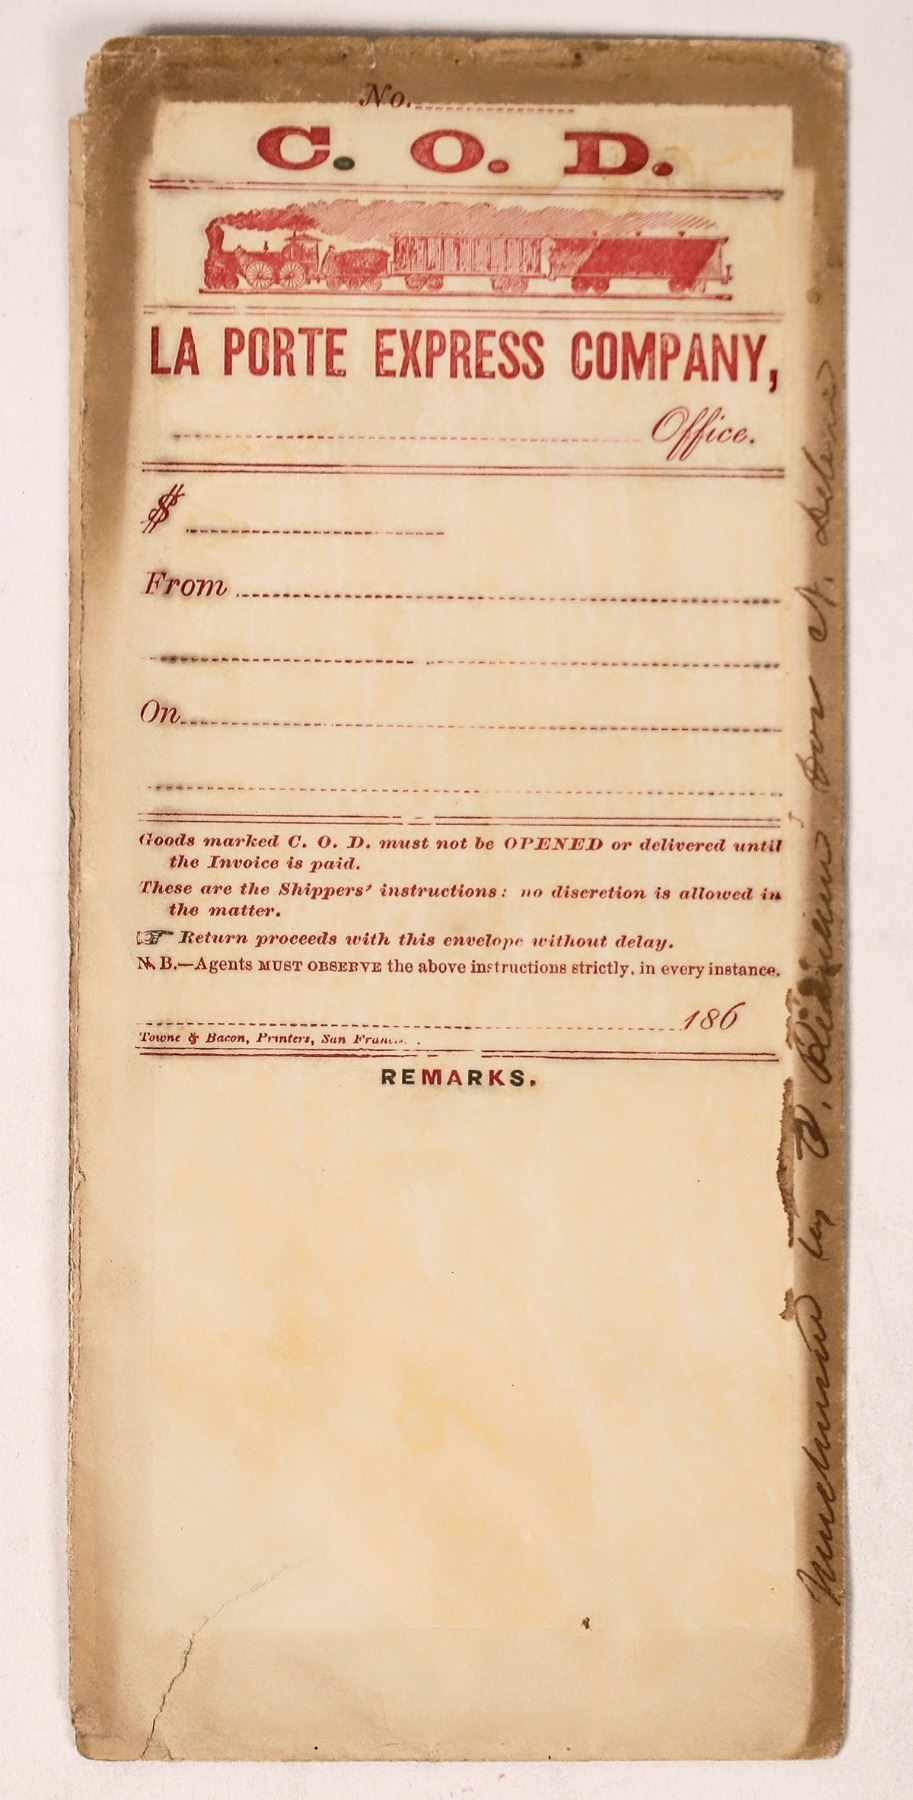 No.
C. O. D.
LA PORTE EXPRESS COMPANY,
Office.
$
From
On
Goods marked C. O. D. must not be OPENED or delivered until
the Invoice is paid.
These are the Shippers' instructions: no discretion is allowed in
the matter.
☞ Return proceeds with this envelope without delay.
N. B.—Agents MUST OBSERVE the above instructions strictly, in every instance.
186
Towne & Bacon, Printers, San
REMARKS.
by